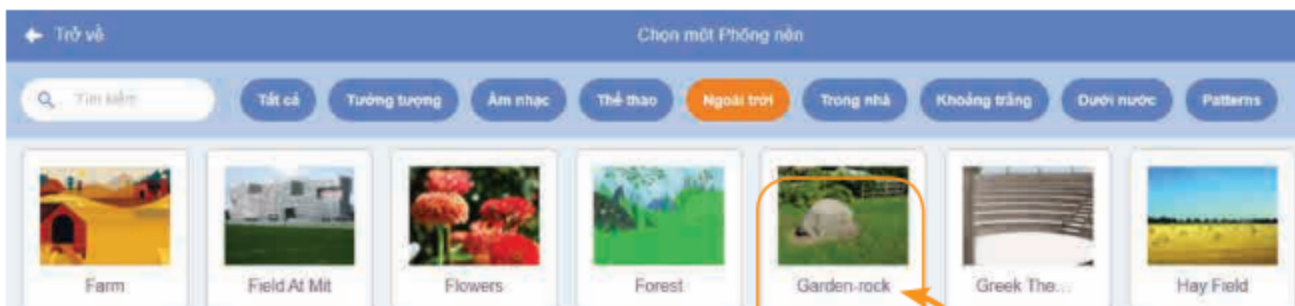 Trở về
Chọn một Phông nền
Tìm kiếm
Tất cả Tưởng tượng Âm nhạc Thể thao Ngoài trời Trong nhà Khoảng trắng Dưới nước Patterns
Farm Field At Mit Flowers Forest Garden-rock Greek The... Hay Field